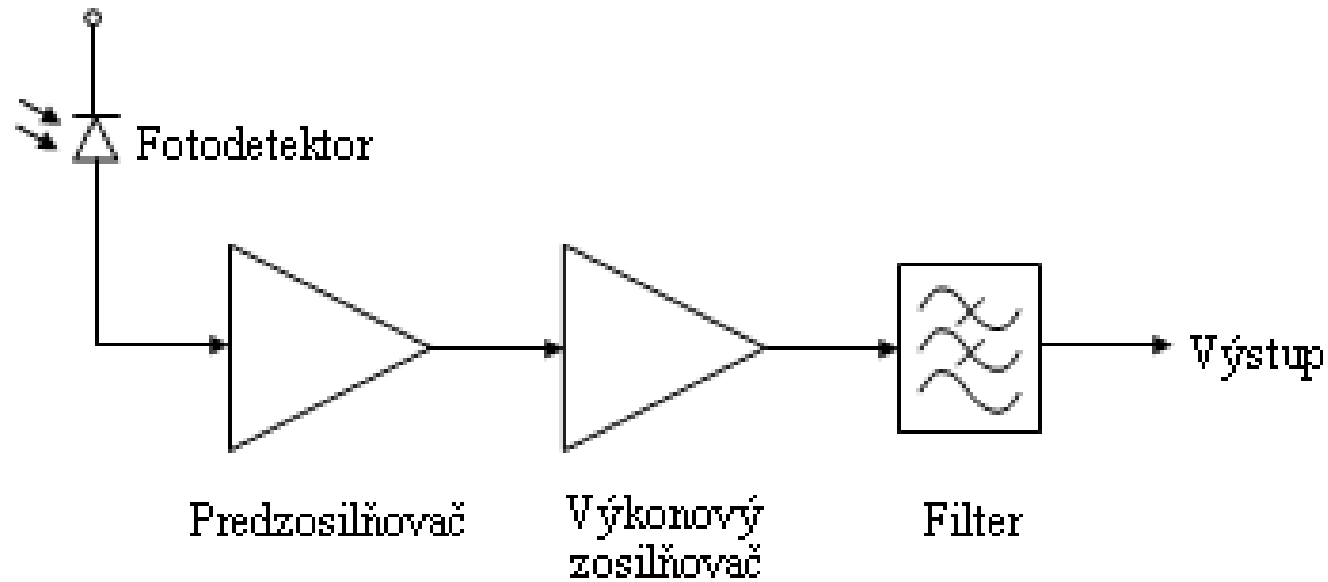 Fotodetektor
Výstup
Predzosilňovač
Výkonový
zosilňovač
Filter